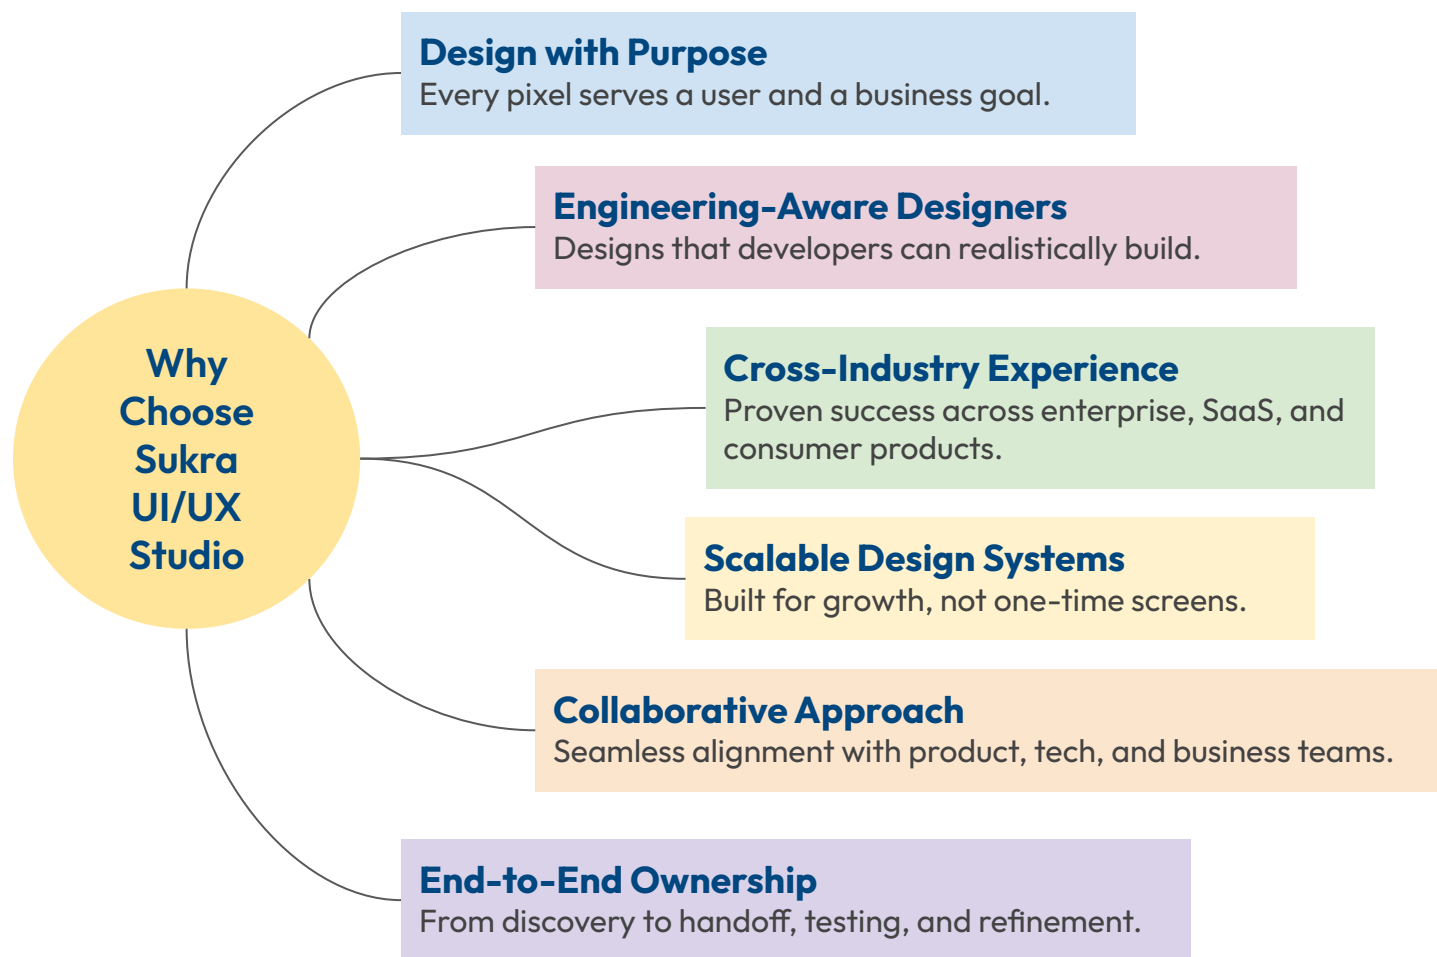 Why
Choose
Sukra
UI/UX
Studio
Design with Purpose
Every pixel serves a user and a business goal.
Engineering-Aware Designers
Designs that developers can realistically build.
Cross-Industry Experience
Proven success across enterprise, SaaS, and
consumer products.
Scalable Design Systems
Built for growth, not one-time screens.
Collaborative Approach
Seamless alignment with product, tech, and business teams.
End-to-End Ownership
From discovery to handoff, testing, and refinement.